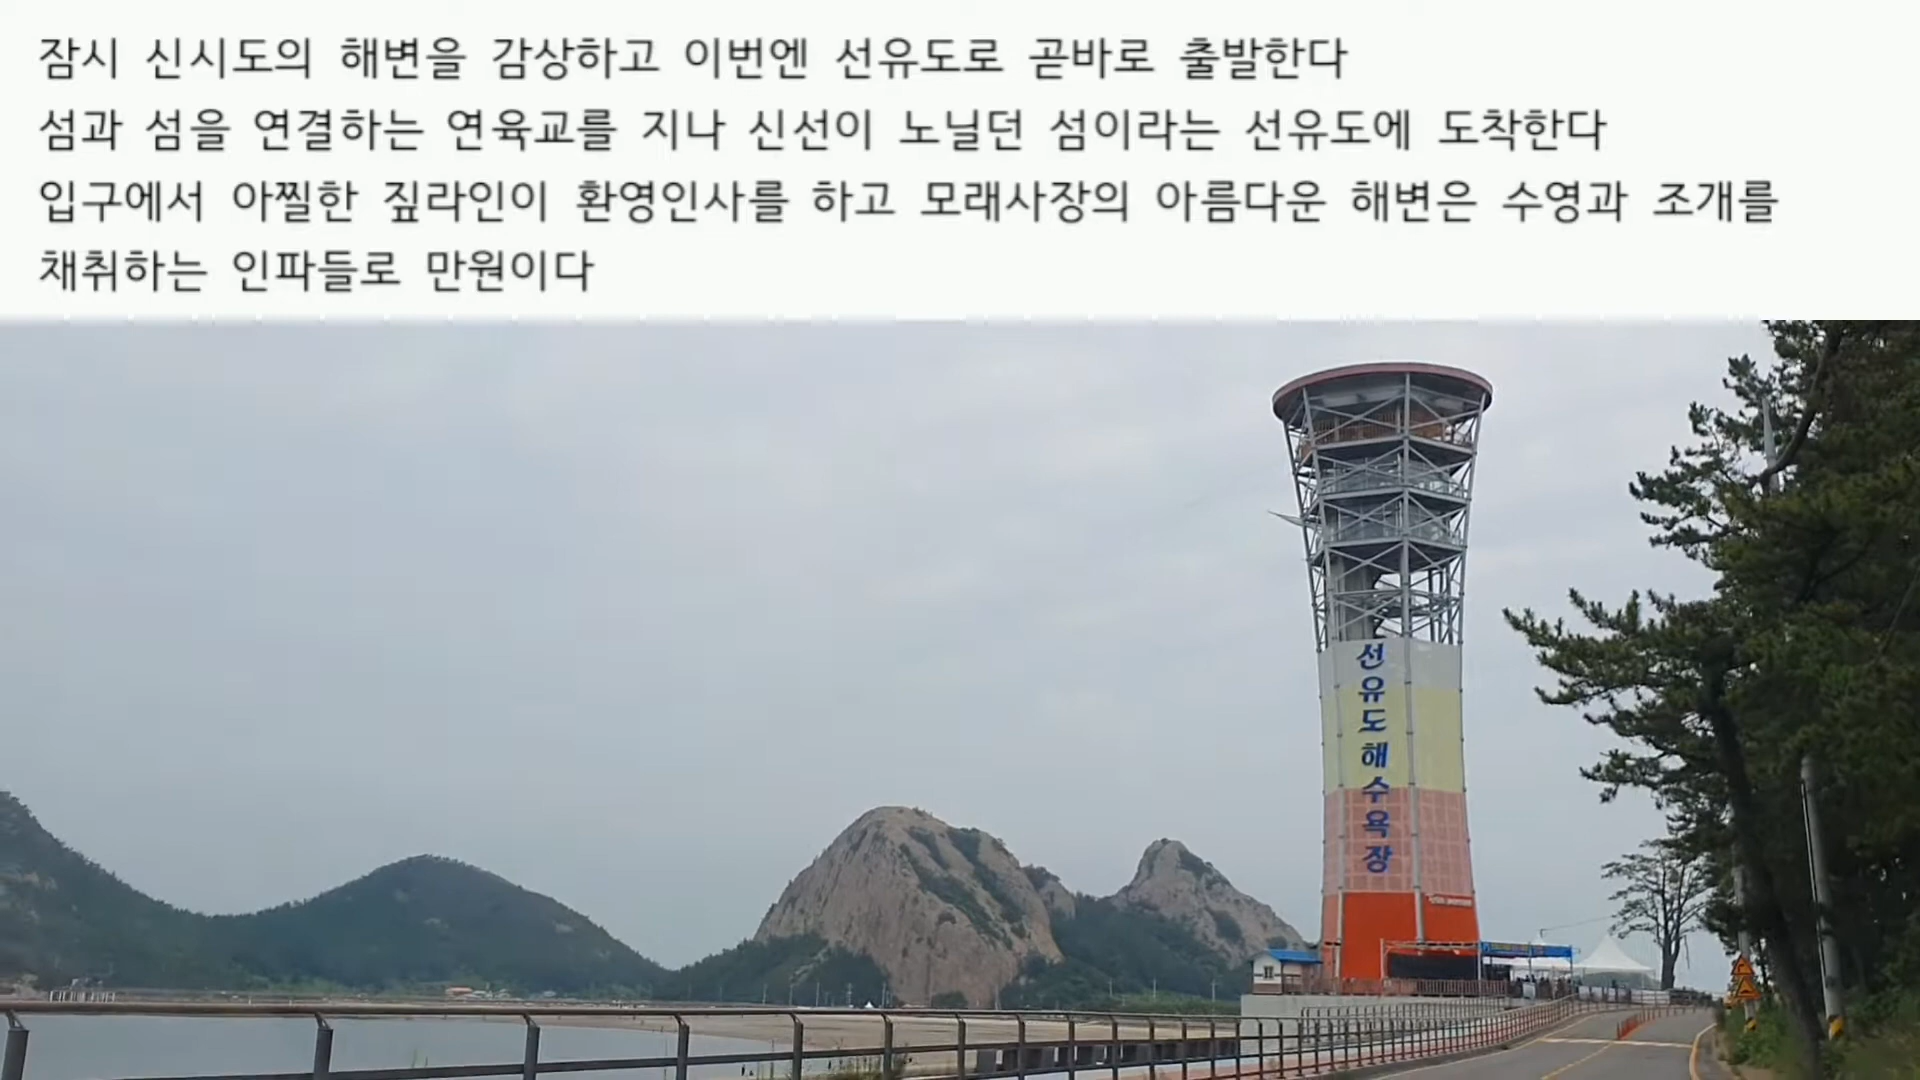 잠시 신시도의 해변을 감상하고 이번엔 선유도로 곧바로 출발한다
섬과 섬을 연결하는 연육교를 지나 신선이 노닐던 섬이라는 선유도에 도착한다
입구에서 아찔한 짚라인이 환영인사를 하고 모래사장의 아름다운 해변은 수영과 조개를
채취하는 인파들로 만원이다
선유도해수욕장